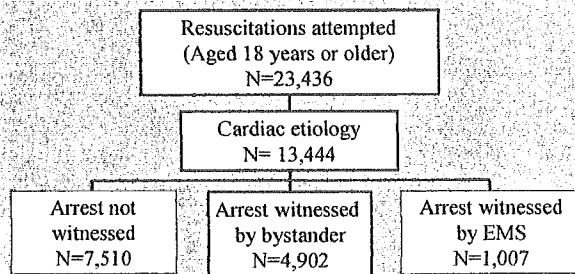 Resuscitations attempted
(Aged 18 years or older)
N=23,436
Cardiac etiology
N= 13,444
Arrest not
witnessed
N=7,510
Arrest witnessed
by bystander
N=4,902
Arrest witnessed
by EMS
N=1,007